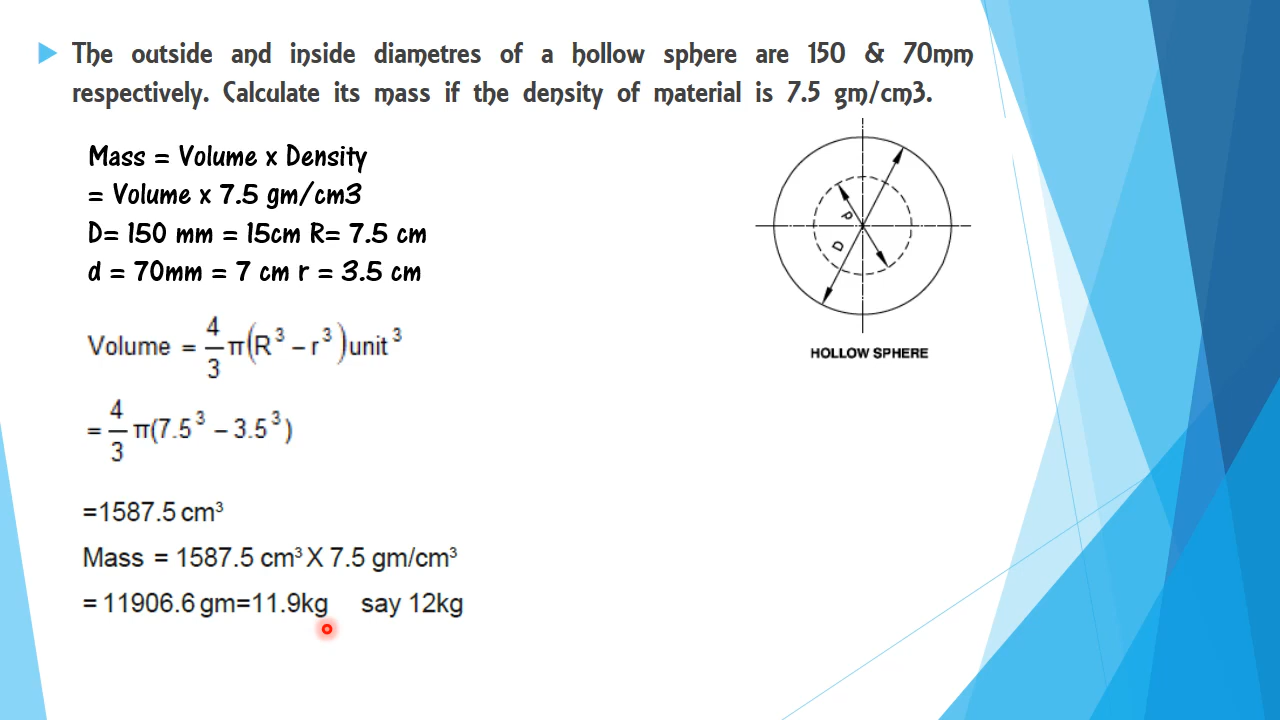 The outside and inside diametres of a hollow sphere are 150 & 70mm
respectively. Calculate its mass if the density of material is 7.5 gm/cm3.
Mass = Volume x Density
= Volume x 7.5 gm/cm3
D= 150 mm = 15cm R= 7.5 cm
d = 70mm = 7 cm r = 3.5 cm
Volume = 4/3 π(R³ – r³)unit³
= 4/3 π(7.5³ – 3.5³)
=1587.5 cm³
Mass = 1587.5 cm³ X 7.5 gm/cm³
= 11906.6 gm=11.9kg say 12kg
d
D
HOLLOW SPHERE